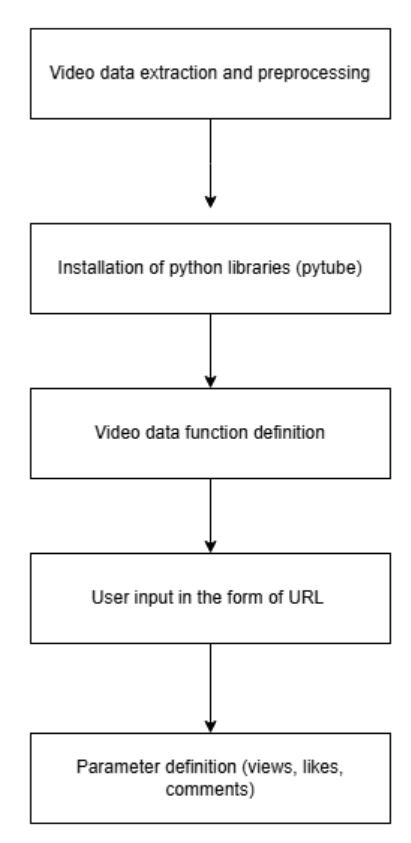 Video data extraction and preprocessing
Installation of python libraries (pytube)
Video data function definition
User input in the form of URL
Parameter definition (views, likes,
comments)